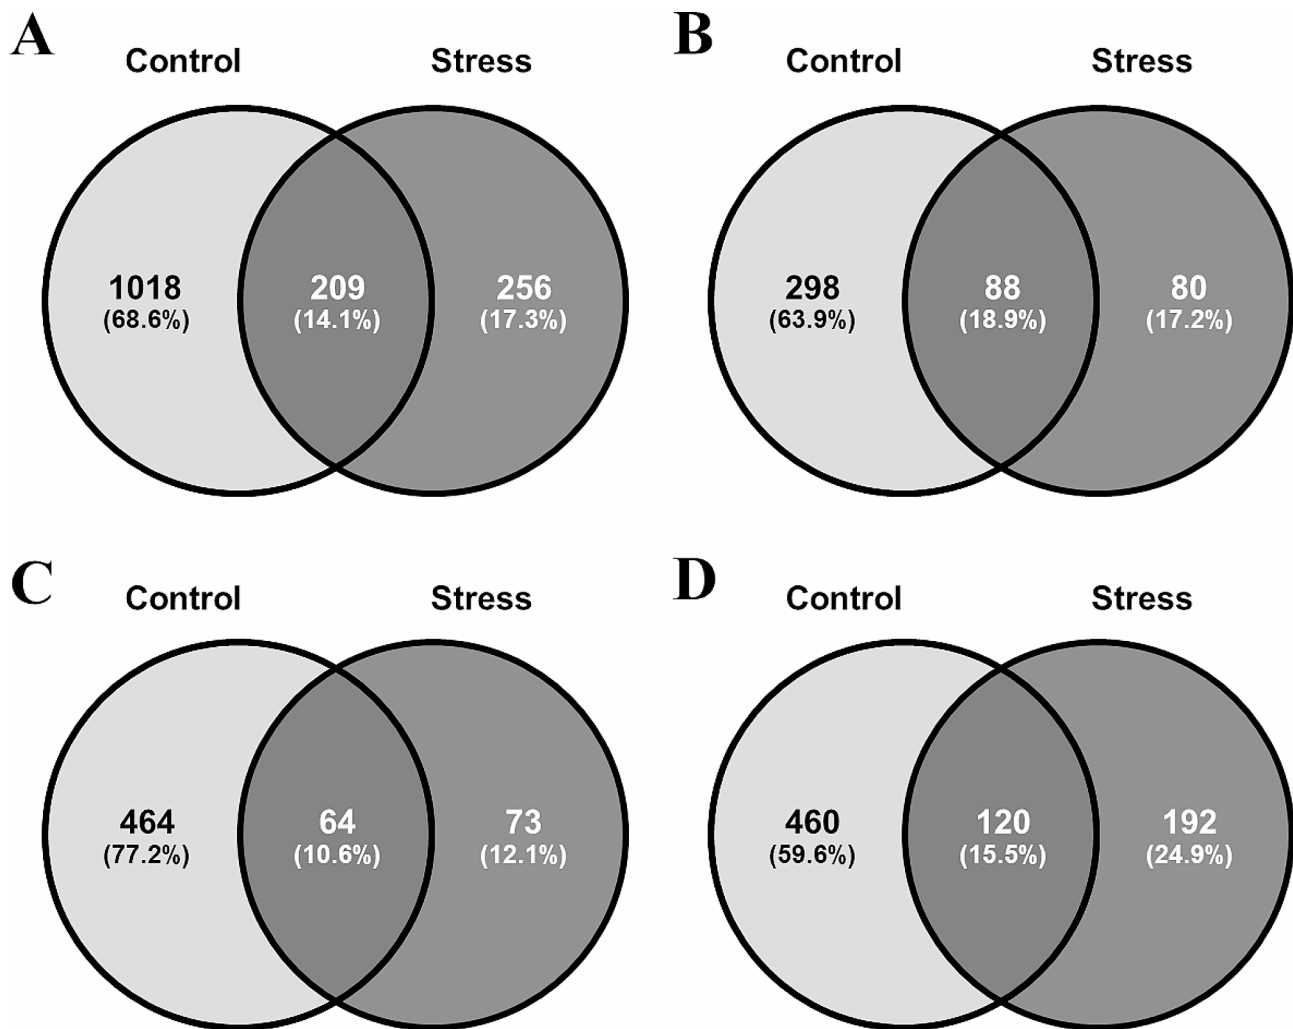 A
Control Stress
1018 209 256
(68.6%) (14.1%) (17.3%)
B
Control Stress
298 88 80
(63.9%) (18.9%) (17.2%)
C
Control Stress
464 64 73
(77.2%) (10.6%) (12.1%)
D
Control Stress
460 120 192
(59.6%) (15.5%) (24.9%)